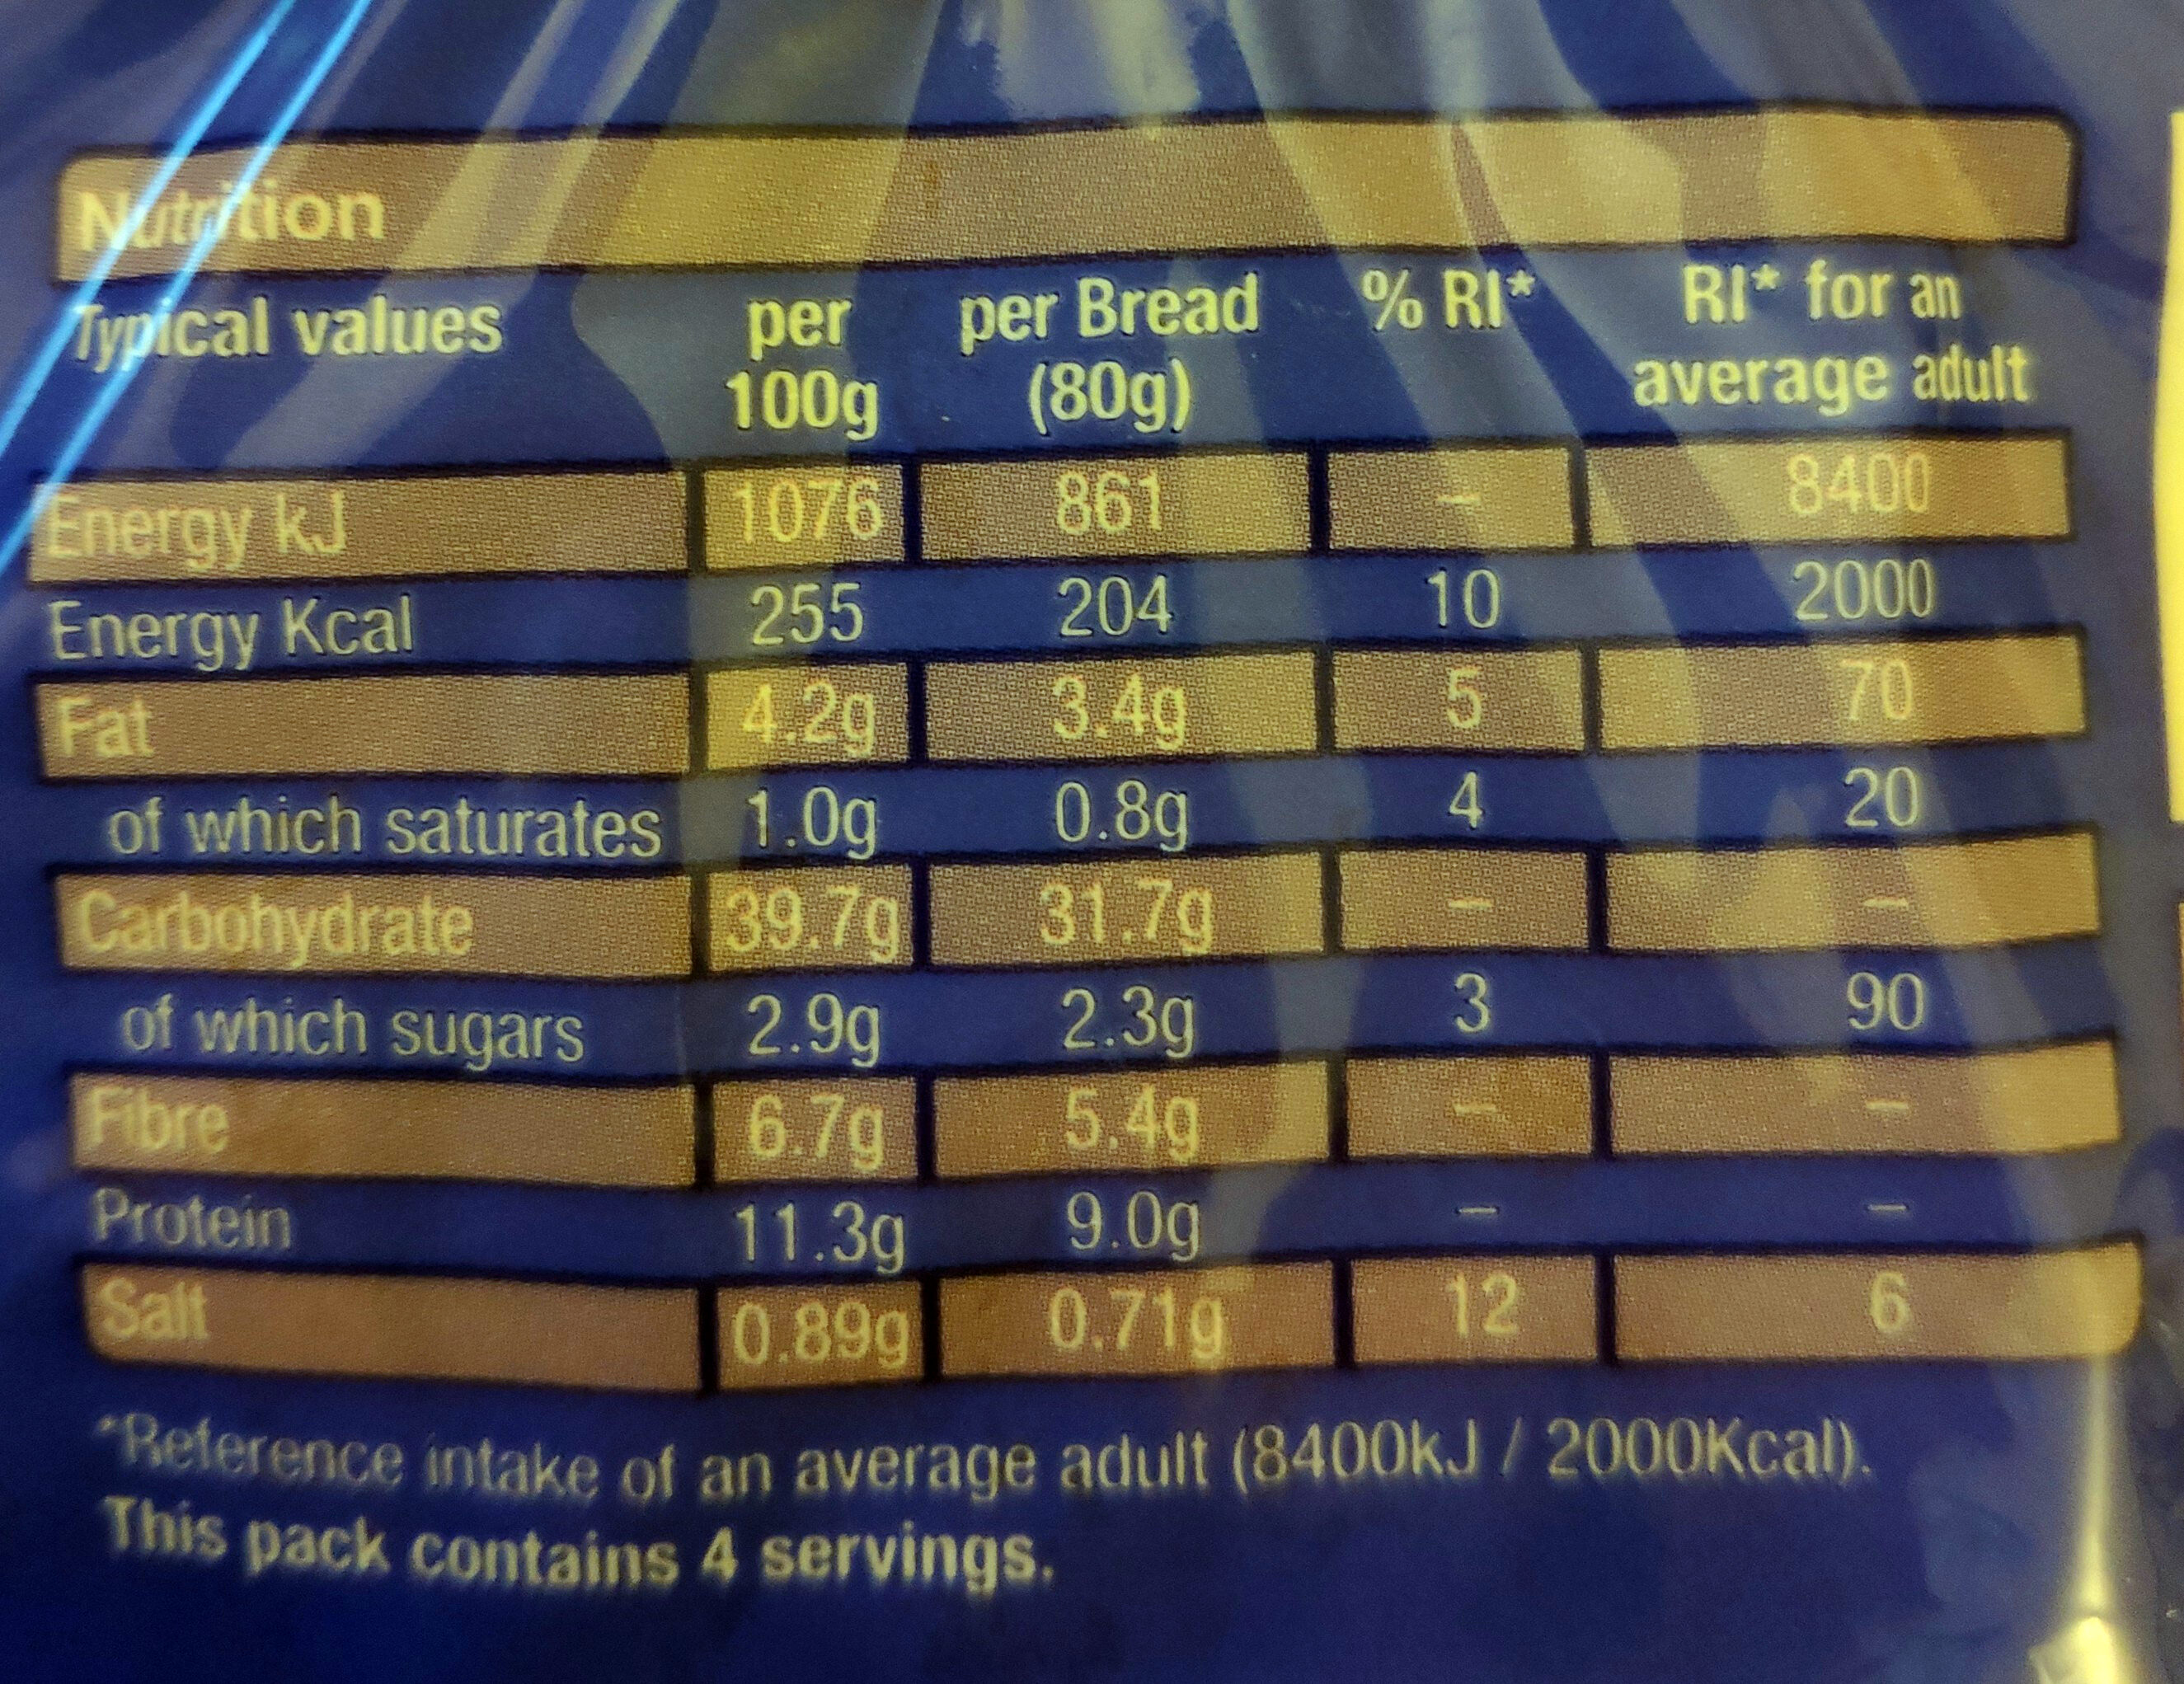 Nutrition
Typical values per 100g per Bread (80g) % RI* RI* for an average adult
Energy kJ 1076 861 – 8400
Energy Kcal 255 204 10 2000
Fat 4.2g 3.4g 5 70
of which saturates 1.0g 0.8g 4 20
Carbohydrate 39.7g 31.7g – –
of which sugars 2.9g 2.3g 3 90
Fibre 6.7g 5.4g – –
Protein 11.3g 9.0g – –
Salt 0.89g 0.71g 12 6
*Reference intake of an average adult (8400kJ / 2000Kcal).
This pack contains 4 servings.